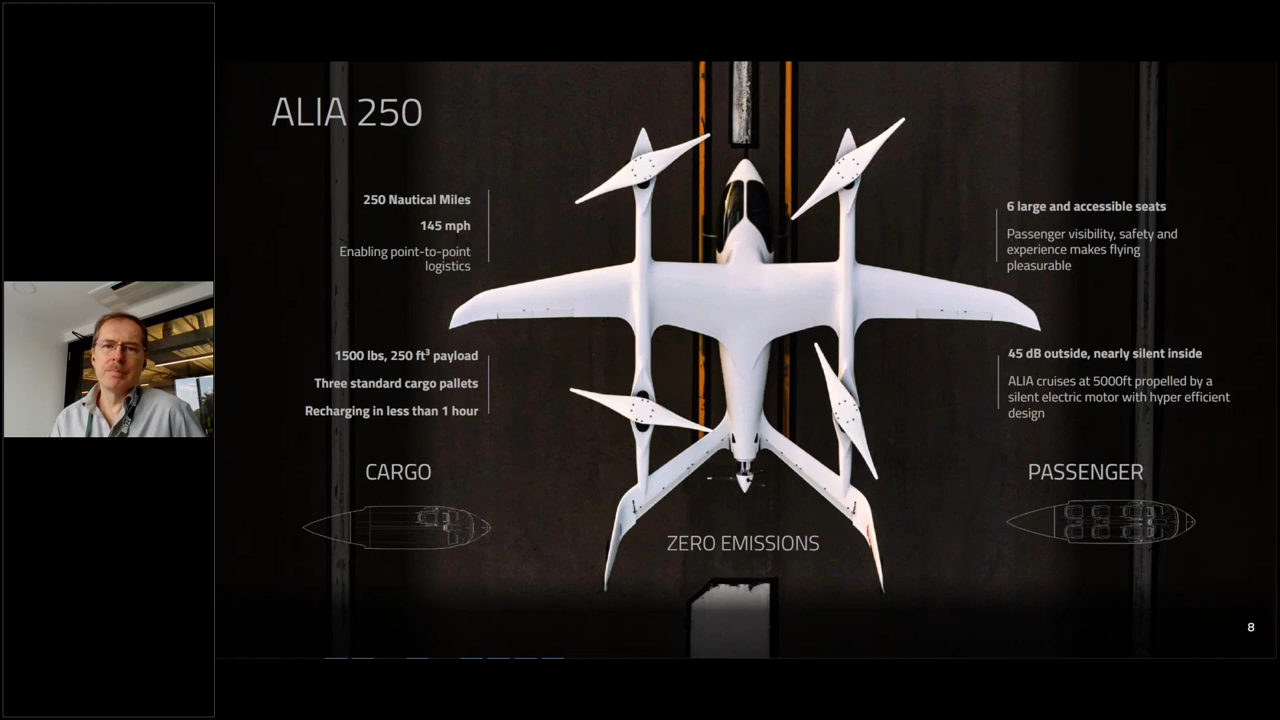 ALIA 250
250 Nautical Miles
145 mph
Enabling point-to-point
logistics
1500 lbs, 250 ft³ payload
Three standard cargo pallets
Recharging in less than 1 hour
CARGO
ZERO EMISSIONS
6 large and accessible seats
Passenger visibility, safety and
experience makes flying
pleasurable
45 dB outside, nearly silent inside
ALIA cruises at 5000ft propelled by a
silent electric motor with hyper efficient
design
PASSENGER
8